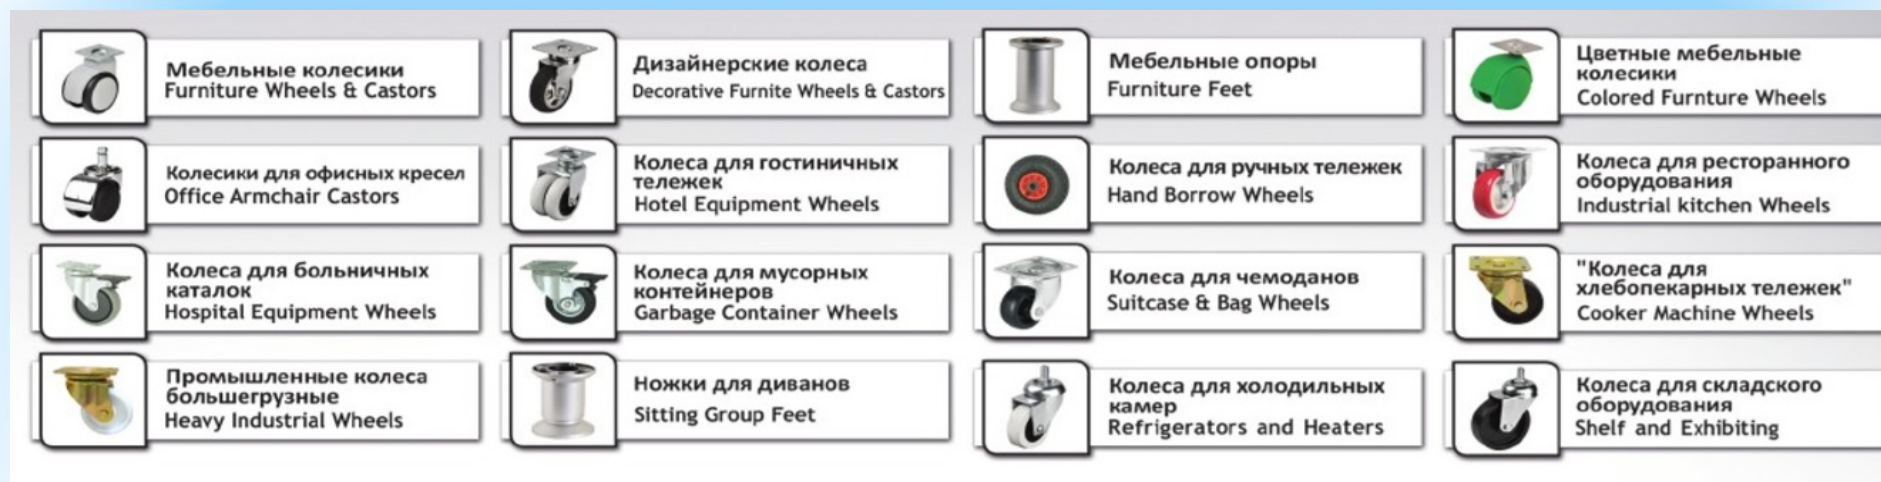 Мебельные колесики
Furniture Wheels & Castors
Дизайнерские колеса
Decorative Furnite Wheels & Castors
Мебельные опоры
Furniture Feet
Цветные мебельные
колесики
Colored Furnture Wheels
Колесики для офисных кресел
Office Armchair Castors
Колеса для гостиничных
тележек
Hotel Equipment Wheels
Колеса для ручных тележек
Hand Borrow Wheels
Колеса для ресторанного
оборудования
Industrial kitchen Wheels
Колеса для больничных
каталок
Hospital Equipment Wheels
Колеса для мусорных
контейнеров
Garbage Container Wheels
Колеса для чемоданов
Suitcase & Bag Wheels
"Колеса для
хлебопекарных тележек"
Cooker Machine Wheels
Промышленные колеса
большегрузные
Heavy Industrial Wheels
Ножки для диванов
Sitting Group Feet
Колеса для холодильных
камер
Refrigerators and Heaters
Колеса для складского
оборудования
Shelf and Exhibiting